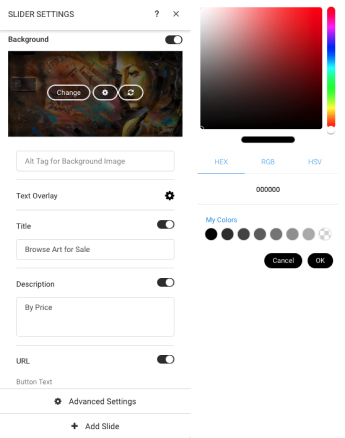 SLIDER SETTINGS ? ×
Background
Change
Alt Tag for Background Image
Text Overlay
Title
Browse Art for Sale
Description
By Price
URL
Button Text
Advanced Settings
+ Add Slide
HEX RGB HSV
000000
My Colors
Cancel OK